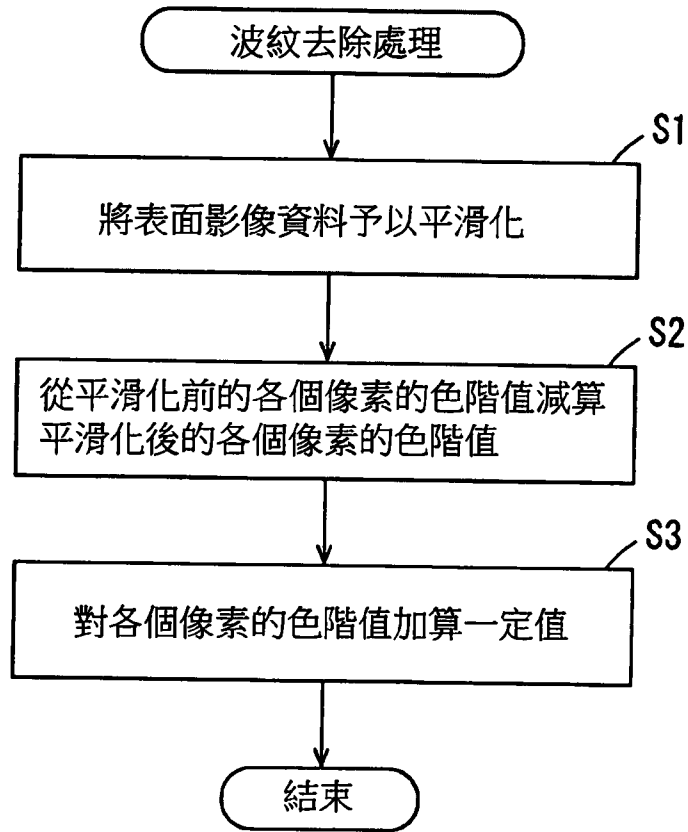 波紋去除處理
S1
將表面影像資料予以平滑化
S2
從平滑化前的各個像素的色階值減算
平滑化後的各個像素的色階值
S3
對各個像素的色階值加算一定值
結束